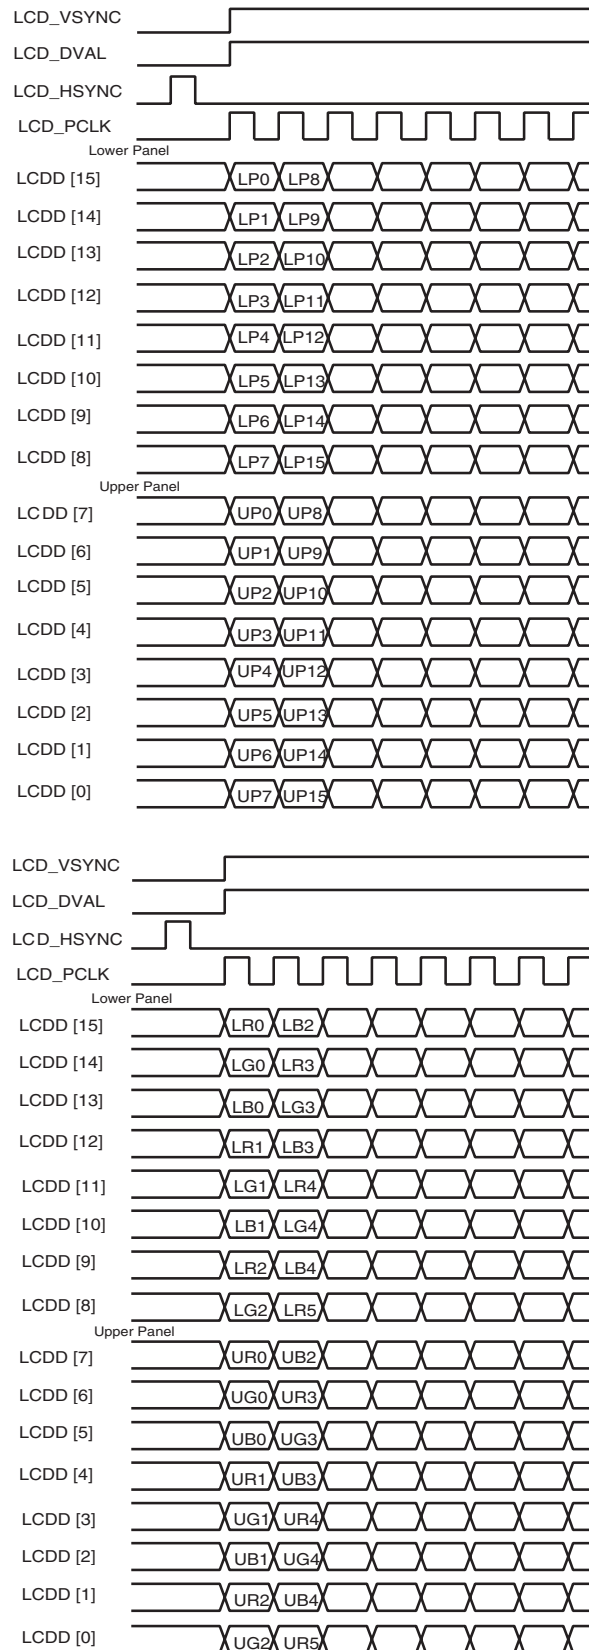 LCD_VSYNC
LCD_DVAL
LCD_HSYNC
LCD_PCLK
Lower Panel
LCDD [15] LP0 LP8
LCDD [14] LP1 LP9
LCDD [13] LP2 LP10
LCDD [12] LP3 LP11
LCDD [11] LP4 LP12
LCDD [10] LP5 LP13
LCDD [9] LP6 LP14
LCDD [8] LP7 LP15
Upper Panel
LCDD [7] UP0 UP8
LCDD [6] UP1 UP9
LCDD [5] UP2 UP10
LCDD [4] UP3 UP11
LCDD [3] UP4 UP12
LCDD [2] UP5 UP13
LCDD [1] UP6 UP14
LCDD [0] UP7 UP15
LCD_VSYNC
LCD_DVAL
LCD_HSYNC
LCD_PCLK
Lower Panel
LCDD [15] LR0 LB2
LCDD [14] LG0 LR3
LCDD [13] LB0 LG3
LCDD [12] LR1 LB3
LCDD [11] LG1 LR4
LCDD [10] LB1 LG4
LCDD [9] LR2 LB4
LCDD [8] LG2 LR5
Upper Panel
LCDD [7] UR0 UB2
LCDD [6] UG0 UR3
LCDD [5] UB0 UG3
LCDD [4] UR1 UB3
LCDD [3] UG1 UR4
LCDD [2] UB1 UG4
LCDD [1] UR2 UB4
LCDD [0] UG2 UR5